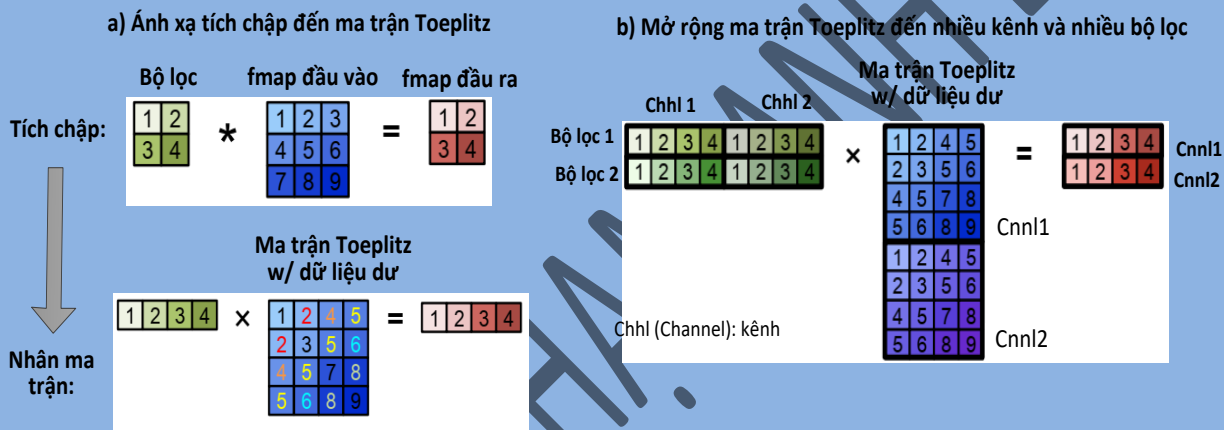 a) Ánh xạ tích chập đến ma trận Toeplitz
Bộ lọc
fmap đầu vào
fmap đầu ra
Tích chập:
1 2
3 4
*
1 2 3
4 5 6
7 8 9
=
1 2
3 4
Ma trận Toeplitz
w/ dữ liệu dư
Nhân ma
trận:
1 2 3 4
×
1 2 4 5
2 3 5 6
4 5 7 8
5 6 8 9
=
1 2 3 4
b) Mở rộng ma trận Toeplitz đến nhiều kênh và nhiều bộ lọc
Ma trận Toeplitz
w/ dữ liệu dư
Chhl 1
Chhl 2
Bộ lọc 1
1 2 3 4 1 2 3 4
Bộ lọc 2
1 2 3 4 1 2 3 4
×
1 2 4 5
2 3 5 6
4 5 7 8
5 6 8 9
Cnnl1
1 2 4 5
2 3 5 6
4 5 7 8
5 6 8 9
Cnnl2
=
1 2 3 4
Cnnl1
1 2 3 4
Cnnl2
Chhl (Channel): kênh